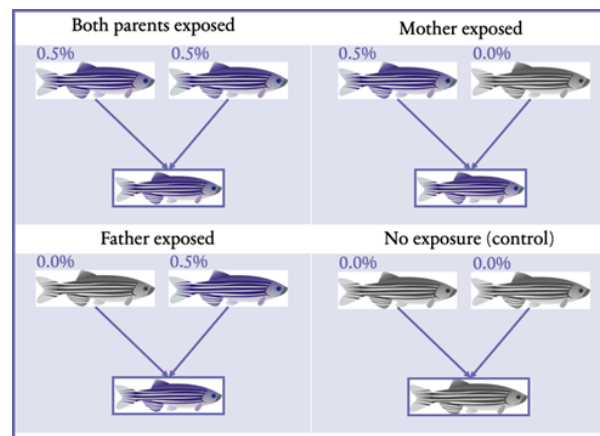 Both parents exposed
0.5% 0.5%
Mother exposed
0.5% 0.0%
Father exposed
0.0% 0.5%
No exposure (control)
0.0% 0.0%